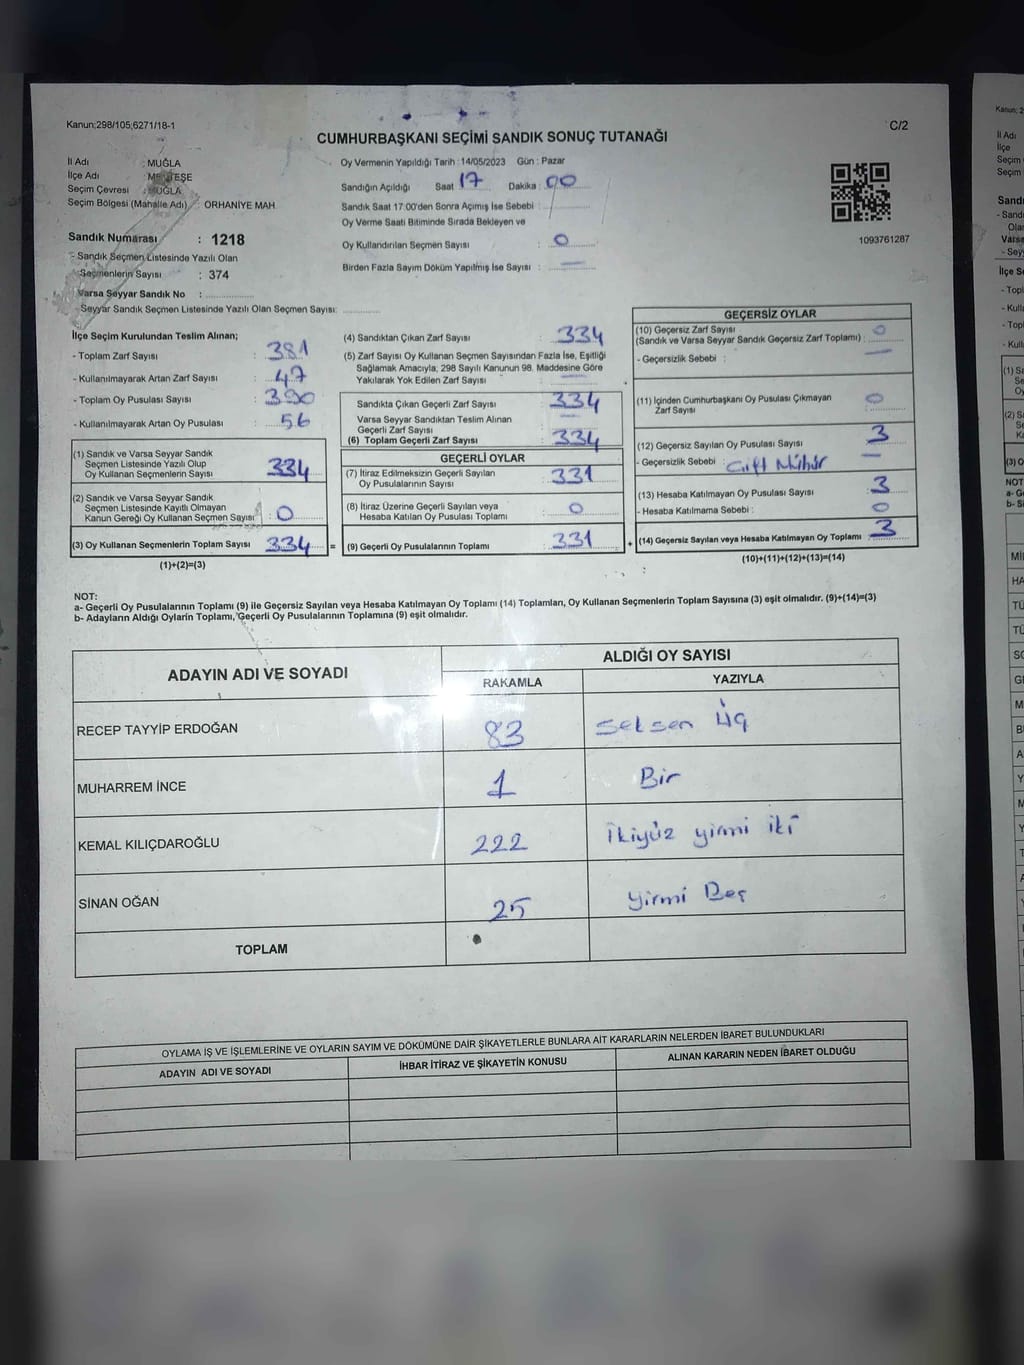 Kanun;298/105;6271/18-1
C/2
CUMHURBAŞKANI SEÇİMİ SANDIK SONUÇ TUTANAĞI
İl Adı : MUĞLA
İlçe Adı : MENTEŞE
Seçim Çevresi : MUĞLA
Seçim Bölgesi (Mahalle Adı) : ORHANİYE MAH.
Sandık Numarası : 1218
- Sandık Seçmen Listesinde Yazılı Olan
Seçmenlerin Sayısı : 374
Varsa Seyyar Sandık No :
Seyyar Sandık Seçmen Listesinde Yazılı Olan Seçmen Sayısı:
Oy Vermenin Yapıldığı Tarih : 14/05/2023 Gün : Pazar
Sandığın Açıldığı Saat 17 Dakika : 00
Sandık Saat 17:00'den Sonra Açımış İse Sebebi :
Oy Verme Saati Bitiminde Sırada Bekleyen ve
Oy Kullandırılan Seçmen Sayısı : 0
Birden Fazla Sayım Döküm Yapılmış İse Sayısı : —
1093761287
İlçe Seçim Kurulundan Teslim Alınan;
- Toplam Zarf Sayısı : 381
- Kullanılmayarak Artan Zarf Sayısı : 47
- Toplam Oy Pusulası Sayısı : 390
- Kullanılmayarak Artan Oy Pusulası : 56
(1) Sandık ve Varsa Seyyar Sandık
Seçmen Listesinde Yazılı Olup
Oy Kullanan Seçmenlerin Sayısı : 334
(2) Sandık ve Varsa Seyyar Sandık
Seçmen Listesinde Kayıtlı Olmayan
Kanun Gereği Oy Kullanan Seçmen Sayısı : 0
(3) Oy Kullanan Seçmenlerin Toplam Sayısı 334 =
(1)+(2)=(3)
(4) Sandıktan Çıkan Zarf Sayısı : 334
(5) Zarf Sayısı Oy Kullanan Seçmen Sayısından Fazla İse, Eşitliği
Sağlamak Amacıyla; 298 Sayılı Kanunun 98. Maddesine Göre
Yakılarak Yok Edilen Zarf Sayısı : —
Sandıkta Çıkan Geçerli Zarf Sayısı : 334
Varsa Seyyar Sandıktan Teslim Alınan
Geçerli Zarf Sayısı : —
(6) Toplam Geçerli Zarf Sayısı : 334
GEÇERLİ OYLAR
(7) İtiraz Edilmeksizin Geçerli Sayılan
Oy Pusulalarının Sayısı : 331
(8) İtiraz Üzerine Geçerli Sayılan veya
Hesaba Katılan Oy Pusulası Toplamı : 0
(9) Geçerli Oy Pusulalarının Toplamı : 331 +
GEÇERSİZ OYLAR
(10) Geçersiz Zarf Sayısı
(Sandık ve Varsa Seyyar Sandık Geçersiz Zarf Toplamı) : 0
- Geçersizlik Sebebi : —
(11) İçinden Cumhurbaşkanı Oy Pusulası Çıkmayan
Zarf Sayısı : 0
(12) Geçersiz Sayılan Oy Pusulası Sayısı : 3
- Geçersizlik Sebebi : Çift Mühür —
(13) Hesaba Katılmayan Oy Pusulası Sayısı : 3
- Hesaba Katılmama Sebebi : 0
(14) Geçersiz Sayılan veya Hesaba Katılmayan Oy Toplamı : 3
(10)+(11)+(12)+(13)=(14)
NOT:
a- Geçerli Oy Pusulalarının Toplamı (9) ile Geçersiz Sayılan veya Hesaba Katılmayan Oy Toplamı (14) Toplamları, Oy Kullanan Seçmenlerin Toplam Sayısına (3) eşit olmalıdır. (9)+(14)=(3)
b- Adayların Aldığı Oyların Toplamı, Geçerli Oy Pusulalarının Toplamına (9) eşit olmalıdır.
ADAYIN ADI VE SOYADI
ALDIĞI OY SAYISI
RAKAMLA YAZIYLA
RECEP TAYYİP ERDOĞAN 83 Seksen Üç
MUHARREM İNCE 1 Bir
KEMAL KILIÇDAROĞLU 222 İkiyüz yirmi iki
SİNAN OĞAN 25 yirmi Beş
TOPLAM
OYLAMA İŞ VE İŞLEMLERİNE VE OYLARIN SAYIM VE DÖKÜMÜNE DAİR ŞİKAYETLERLE BUNLARA AİT KARARLARIN NELERDEN İBARET BULUNDUKLARI
ADAYIN ADI VE SOYADI İHBAR İTİRAZ VE ŞİKAYETİN KONUSU ALINAN KARARIN NEDEN İBARET OLDUĞU